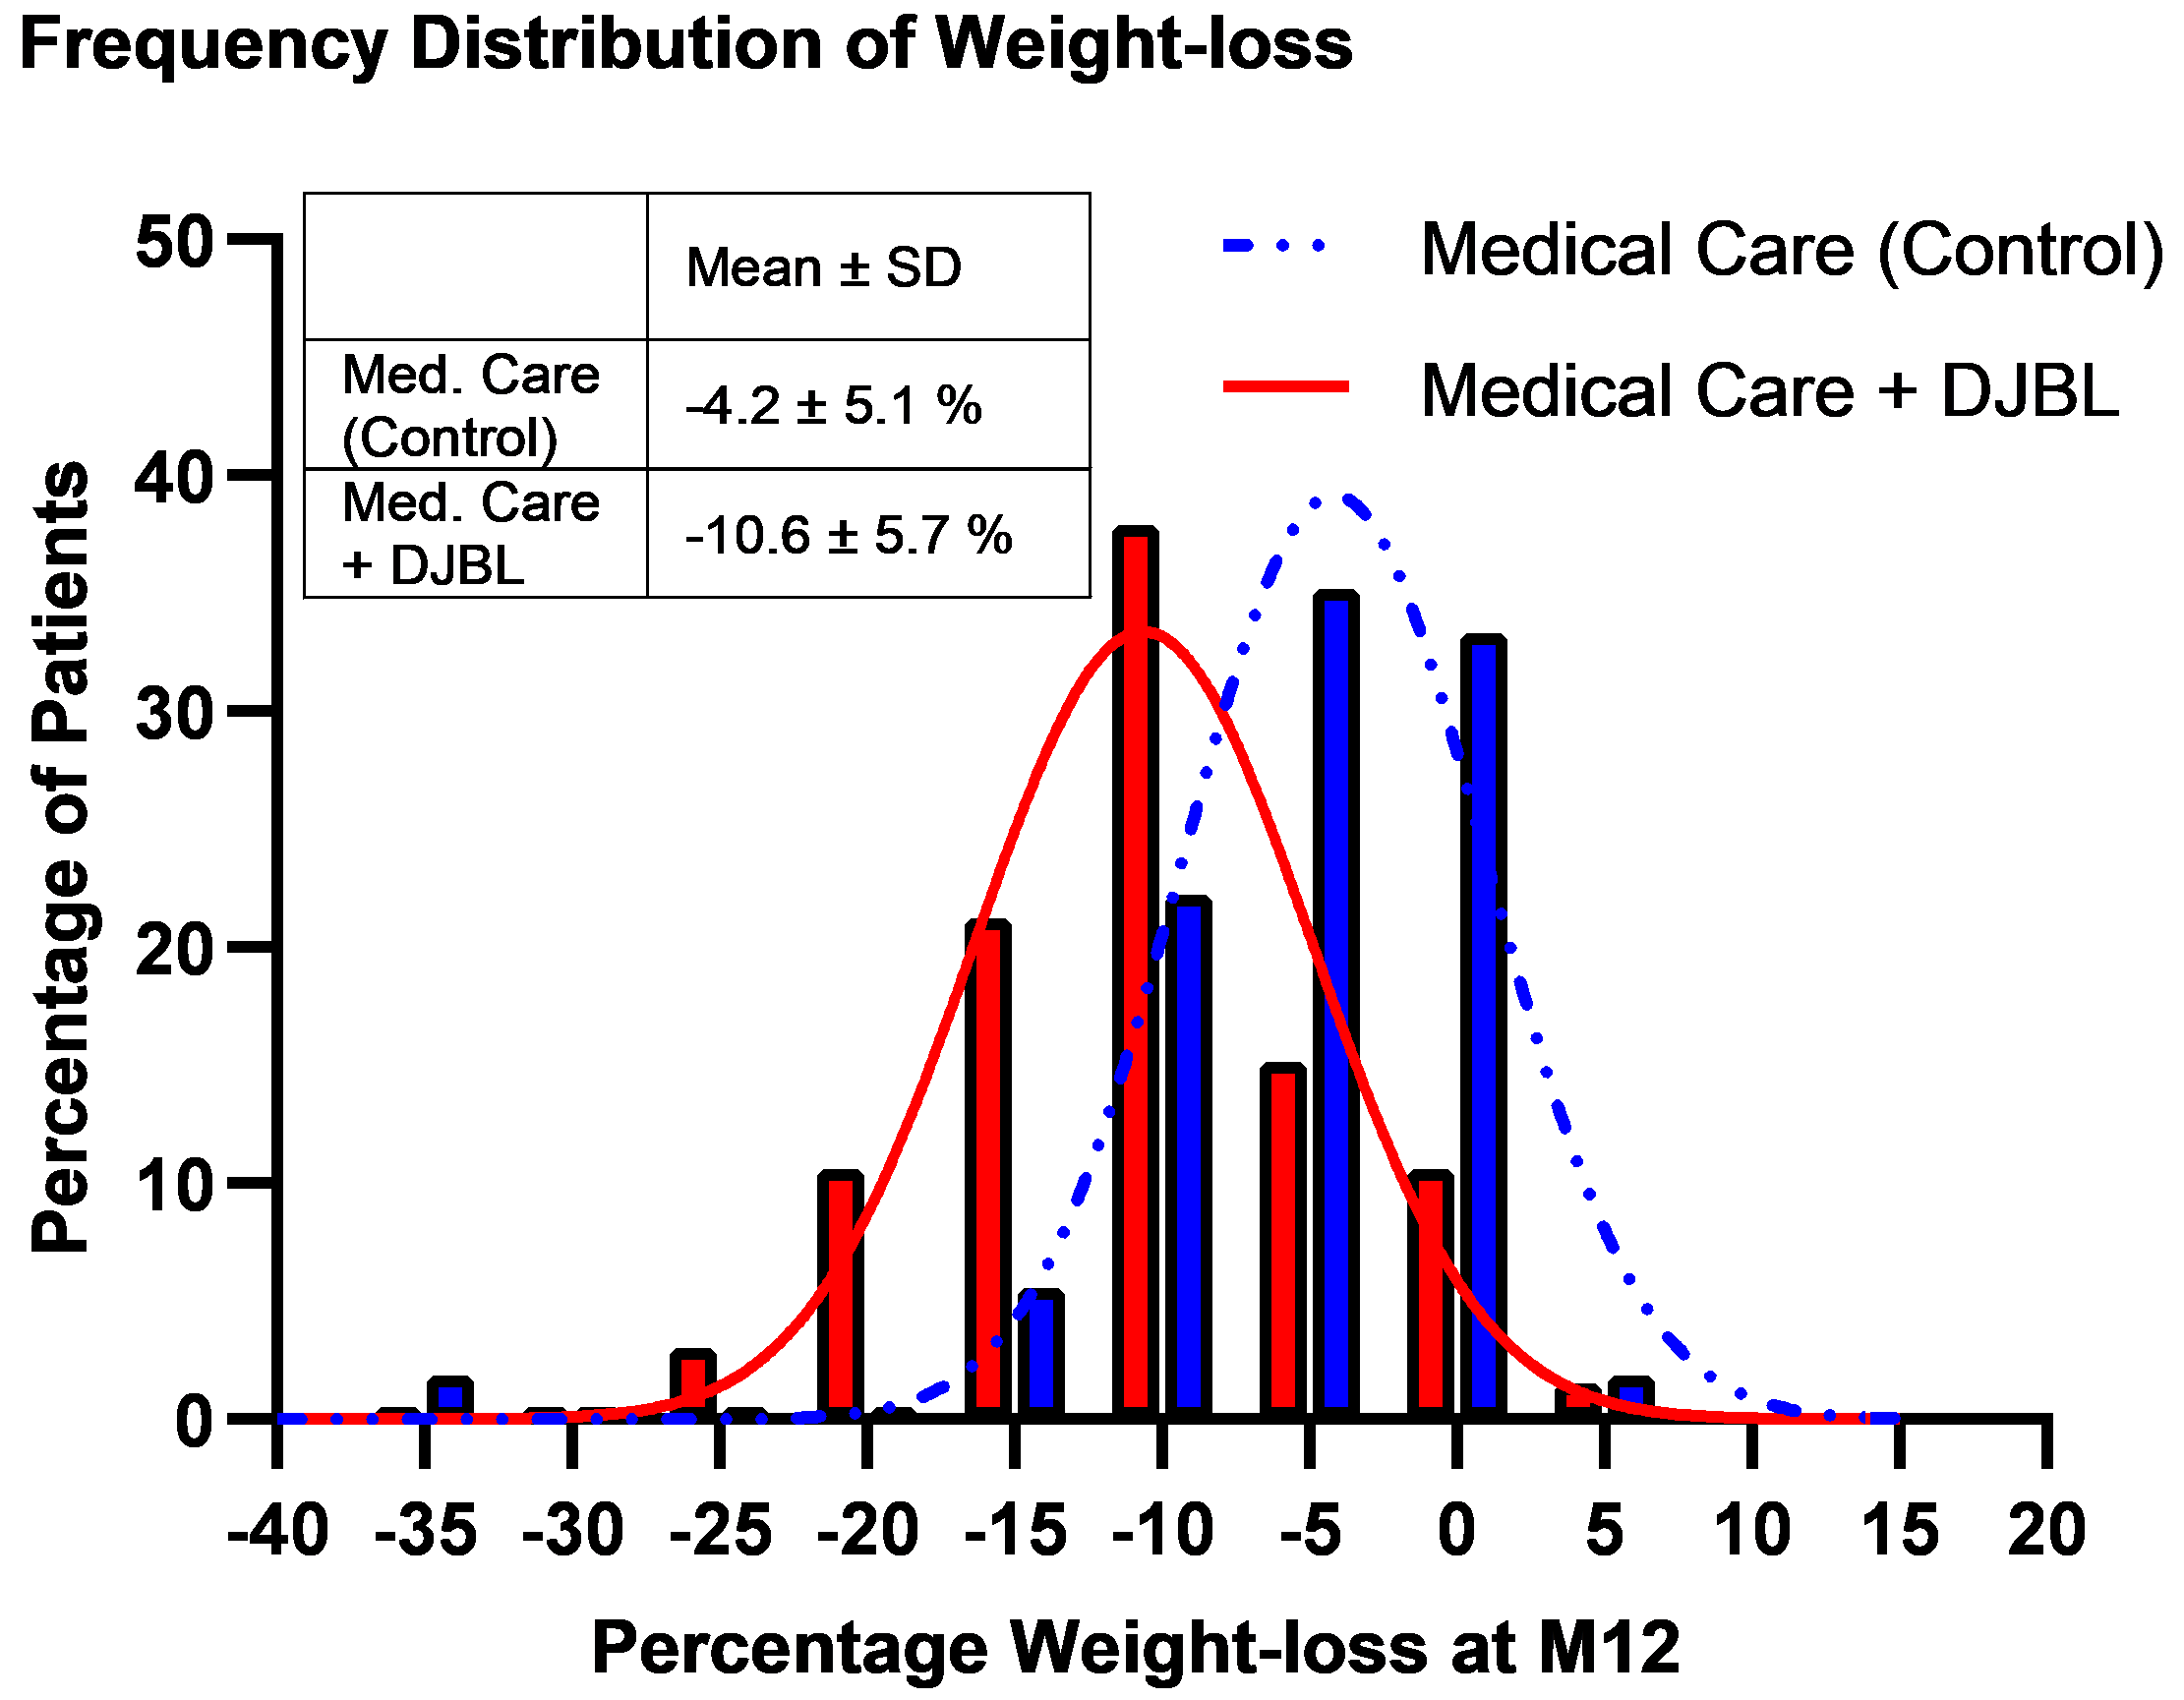 Frequency Distribution of Weight-loss
Mean ± SD
Med. Care
(Control)
-4.2 ± 5.1 %
Med. Care
+ DJBL
-10.6 ± 5.7 %
Medical Care (Control)
Medical Care + DJBL
Percentage of Patients
50
40
30
20
10
0
-40 -35 -30 -25 -20 -15 -10 -5 0 5 10 15 20
Percentage Weight-loss at M12